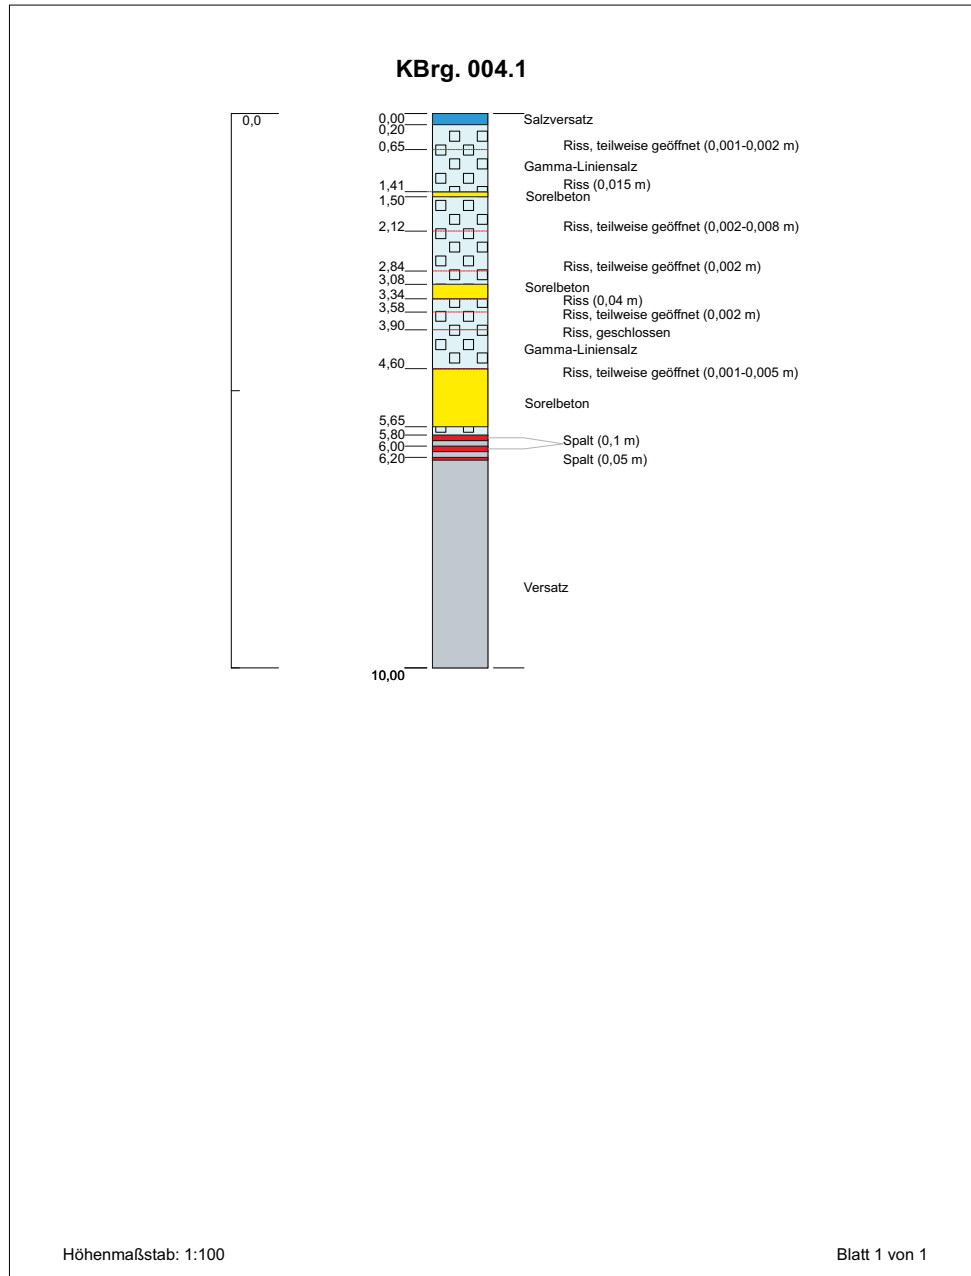 KBrg. 004.1
0,0
0,00
Salzversatz
0,20
0,65
Riss, teilweise geöffnet (0,001-0,002 m)
Gamma-Liniensalz
1,41
Riss (0,015 m)
1,50
Sorelbeton
2,12
Riss, teilweise geöffnet (0,002-0,008 m)
2,84
Riss, teilweise geöffnet (0,002 m)
3,08
Sorelbeton
3,34
Riss (0,04 m)
3,58
Riss, teilweise geöffnet (0,002 m)
3,90
Riss, geschlossen
Gamma-Liniensalz
4,60
Riss, teilweise geöffnet (0,001-0,005 m)
Sorelbeton
5,65
5,80
Spalt (0,1 m)
6,00
6,20
Spalt (0,05 m)
Versatz
10,00
Höhenmaßstab: 1:100
Blatt 1 von 1